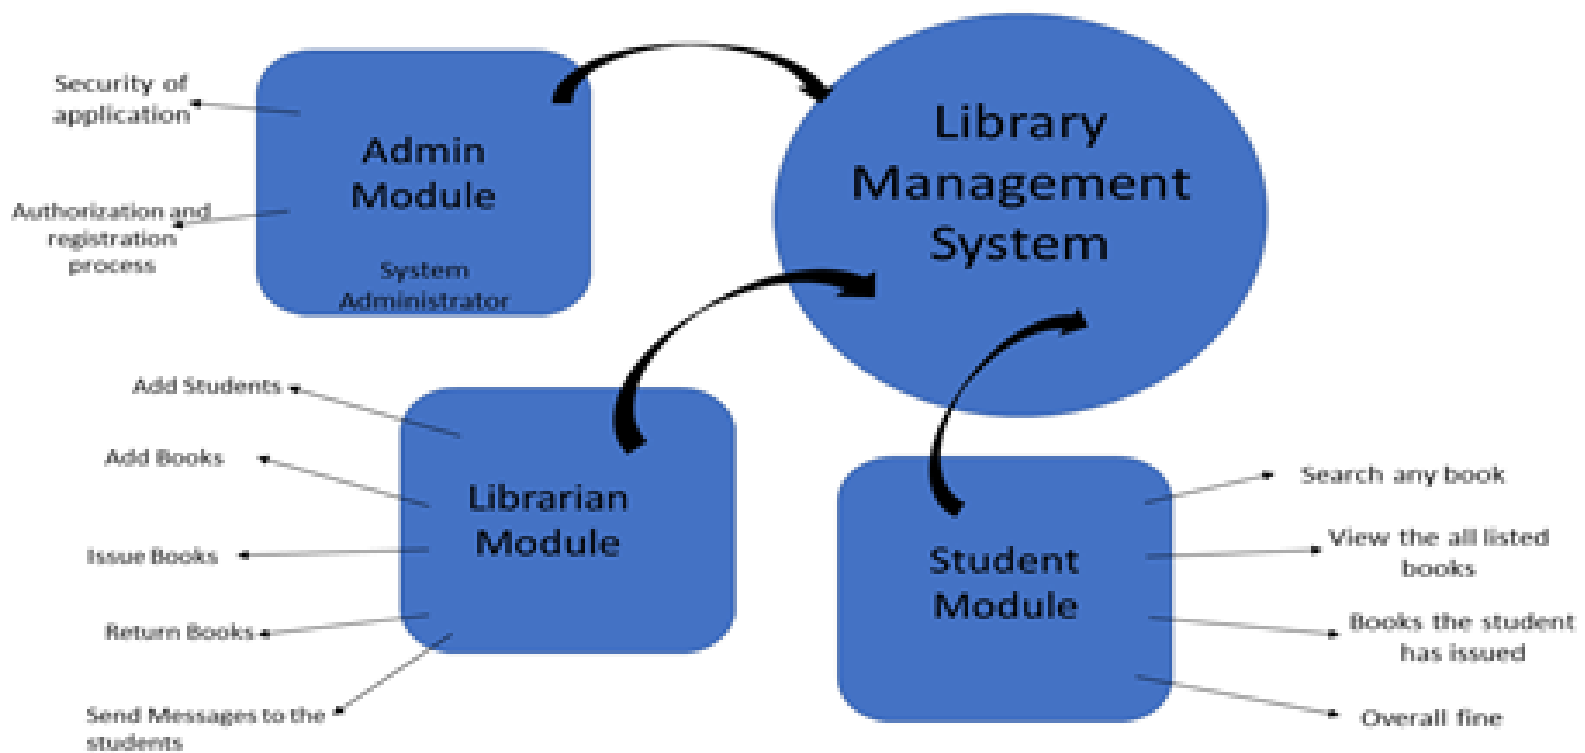 Security of
application
Admin
Module
Authorization and
registration
process
System
Administrator
Library
Management
System
Add Students
Add Books
Issue Books
Return Books
Send Messages to the
students
Librarian
Module
Student
Module
Search any book
View the all listed
books
Books the student
has issued
Overall fine